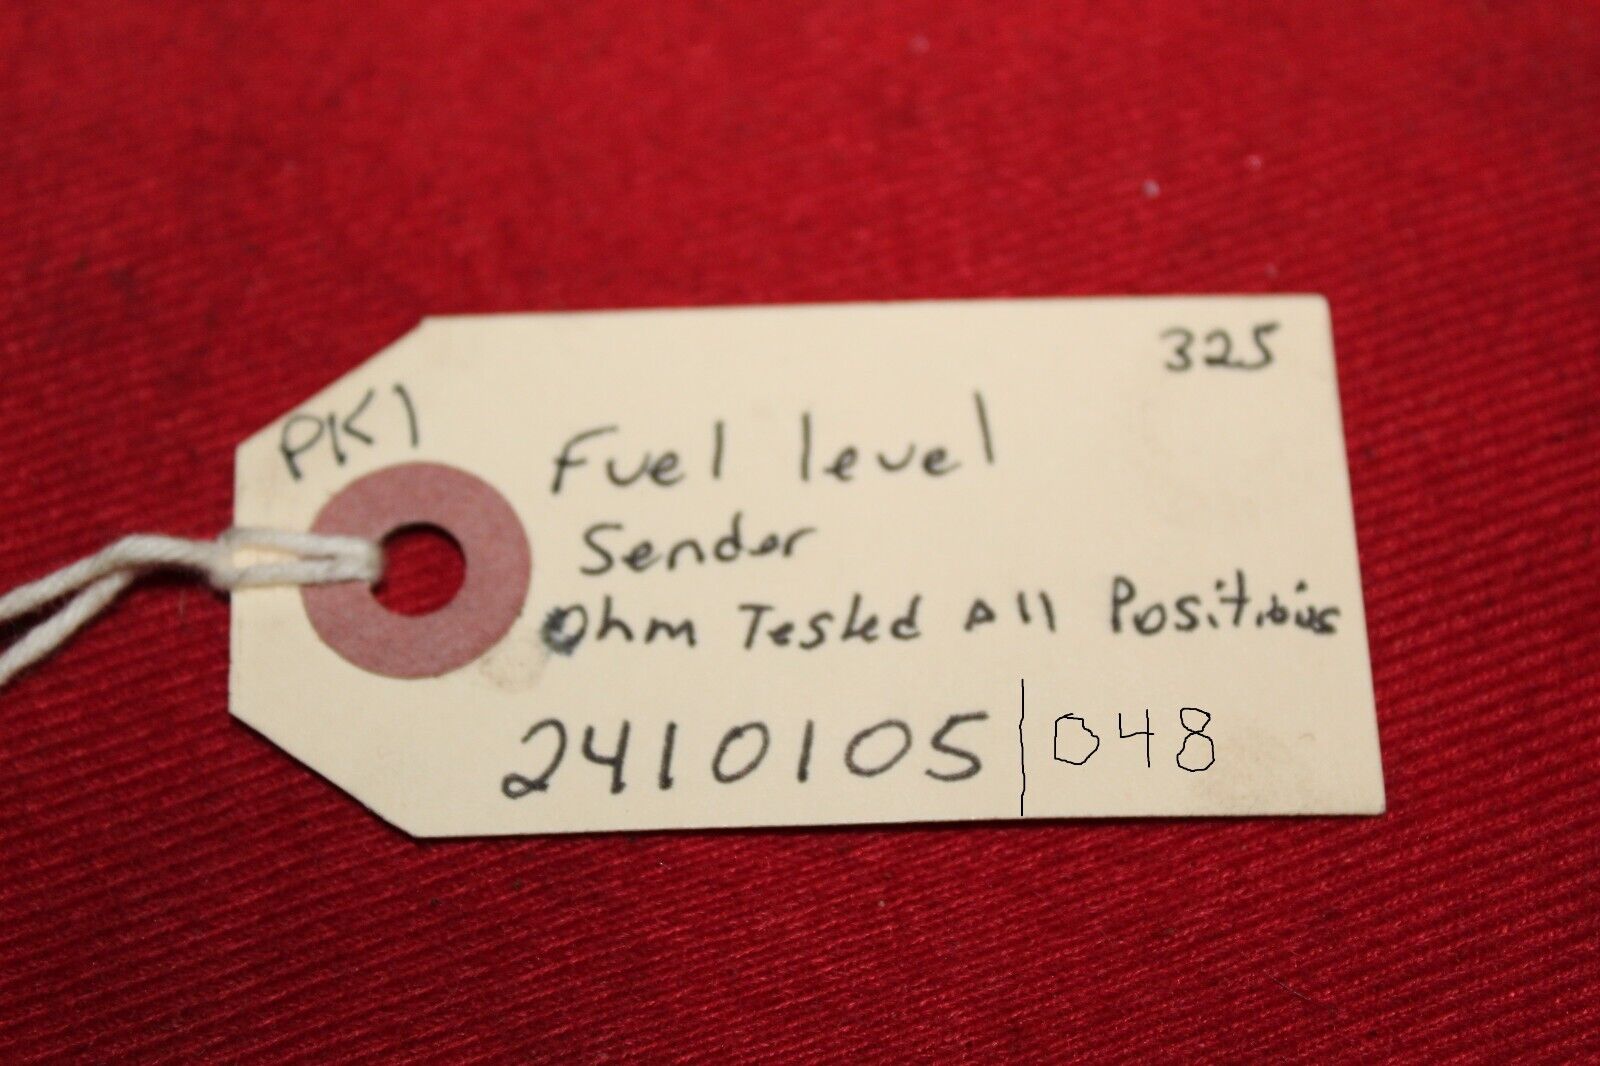 325
PK1
Fuel level
Sender
Ohm Tested All Positions
2410105|048